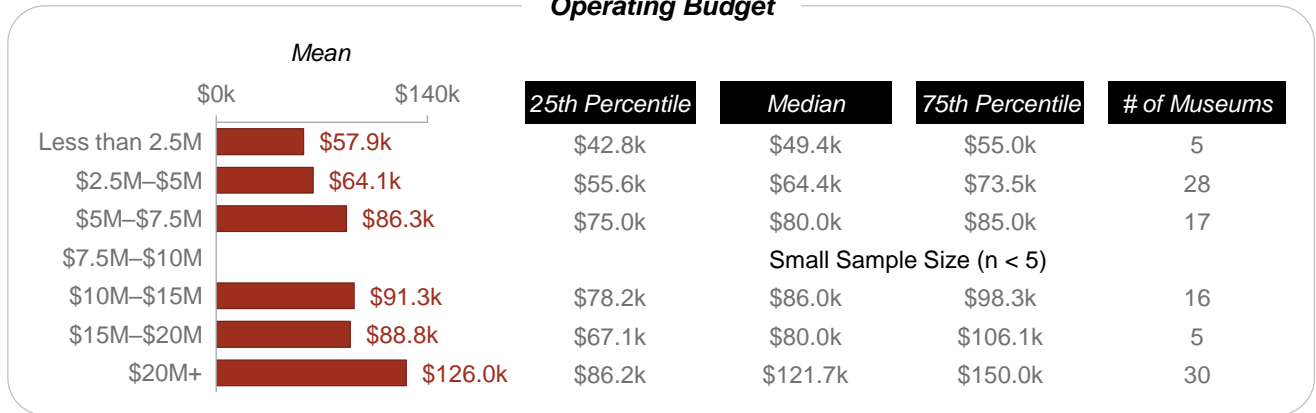 Operating Budget
Mean
$0k $140k 25th Percentile Median 75th Percentile # of Museums
Less than 2.5M $57.9k $42.8k $49.4k $55.0k 5
$2.5M–$5M $64.1k $55.6k $64.4k $73.5k 28
$5M–$7.5M $86.3k $75.0k $80.0k $85.0k 17
$7.5M–$10M Small Sample Size (n < 5)
$10M–$15M $91.3k $78.2k $86.0k $98.3k 16
$15M–$20M $88.8k $67.1k $80.0k $106.1k 5
$20M+ $126.0k $86.2k $121.7k $150.0k 30